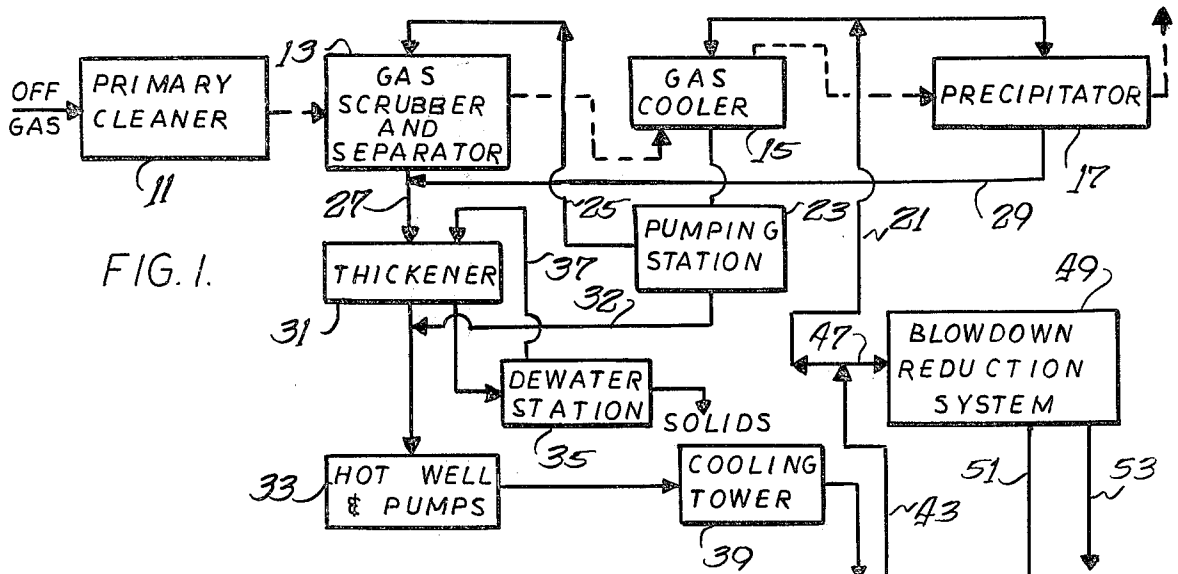 13
OFF
GAS
PRIMARY
CLEANER
11
GAS
SCRUBBER
AND
SEPARATOR
GAS
COOLER
15
PRECIPITATOR
17
27
25
PUMPING
STATION
23
21
29
FIG. 1.
THICKENER
31
37
32
47
49
BLOWDOWN
REDUCTION
SYSTEM
DEWATER
STATION
35
SOLIDS
33
HOT WELL
& PUMPS
COOLING
TOWER
39
43
51
53